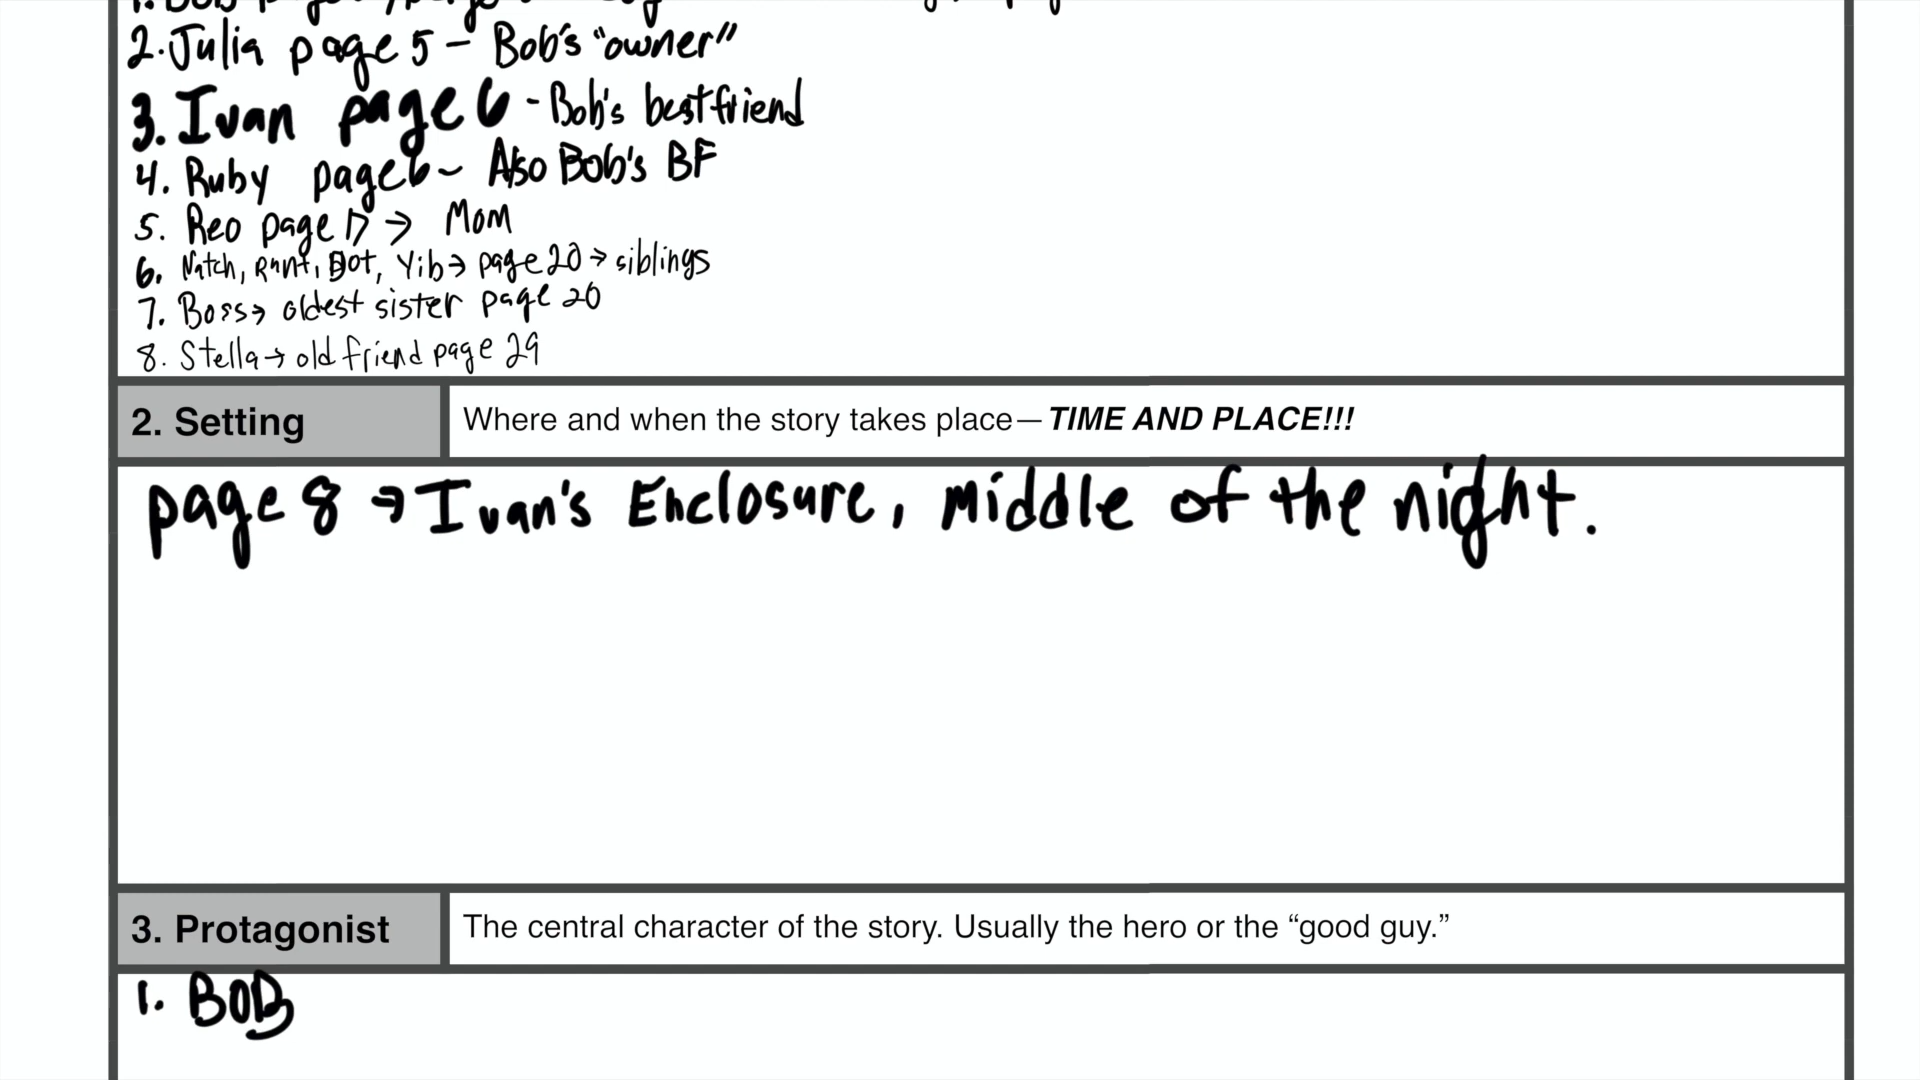 1. Bob page
2. Julia page 5 - Bob's "owner"
3. Ivan page 6 - Bob's bestfriend
4. Ruby page 6 - Also Bob's BF
5. Reo page 17 → Mom
6. Natch, Runt, Dot, Yib → page 20 → siblings
7. Boss → oldest sister page 20
8. Stella → old friend page 29
2. Setting Where and when the story takes place—TIME AND PLACE!!!
page 8 → Ivan's Enclosure, Middle of the night.
3. Protagonist The central character of the story. Usually the hero or the “good guy.”
1. BOB